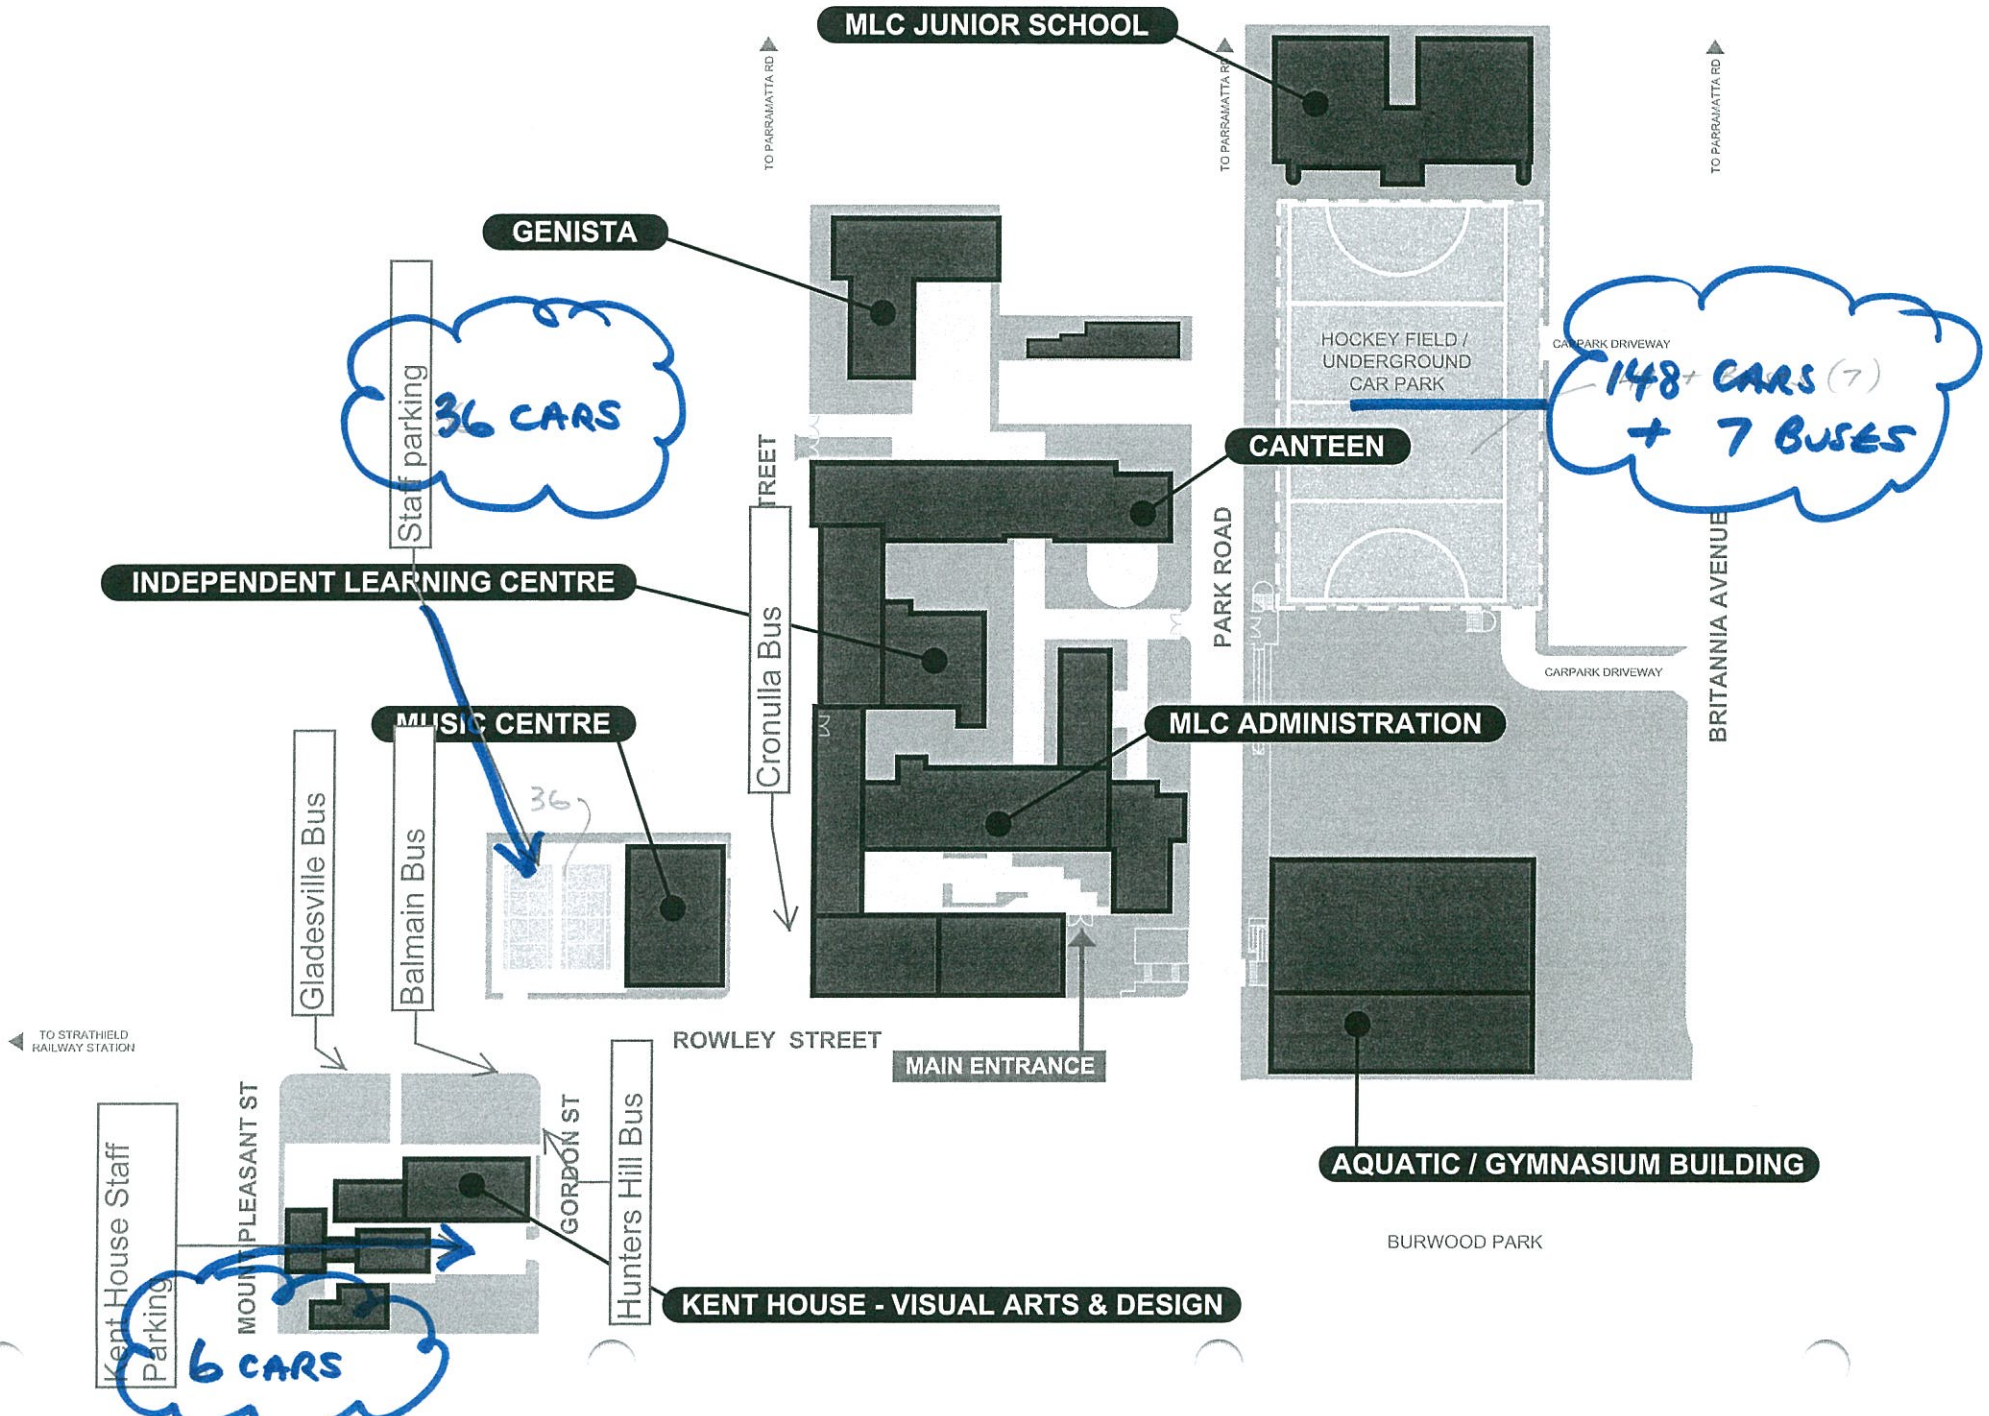 MLC JUNIOR SCHOOL
TO PARRAMATTA RD
TO PARRAMATTA RD
TO PARRAMATTA RD
GENISTA
Staff parking
36 CARS
HOCKEY FIELD /
UNDERGROUND
CAR PARK
CARPARK DRIVEWAY
148 CARS (7)
+ 7 BUSES
CANTEEN
TREET
PARK ROAD
BRITANNIA AVENUE
INDEPENDENT LEARNING CENTRE
Cronulla Bus
CARPARK DRIVEWAY
MUSIC CENTRE
MLC ADMINISTRATION
Gladesville Bus
Balmain Bus
36
TO STRATHIELD
RAILWAY STATION
ROWLEY STREET
MAIN ENTRANCE
MOUNT PLEASANT ST
GORDON ST
Hunters Hill Bus
Kent House Staff
Parking
AQUATIC / GYMNASIUM BUILDING
BURWOOD PARK
KENT HOUSE - VISUAL ARTS & DESIGN
6 CARS